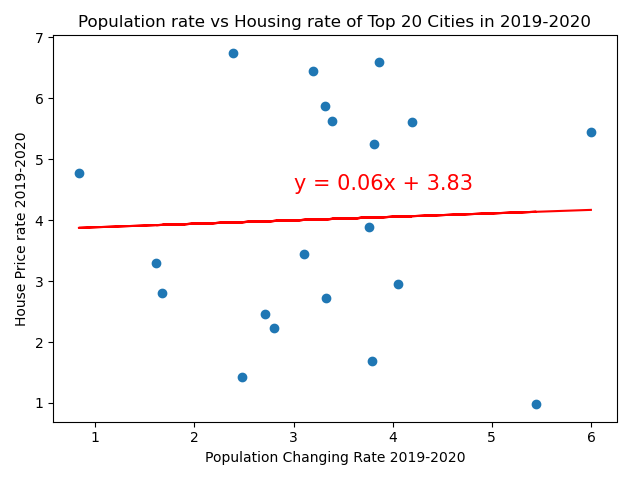 Population rate vs Housing rate of Top 20 Cities in 2019-2020
7
6
5
4
3
2
1
House Price rate 2019-2020
y = 0.06x + 3.83
1 2 3 4 5 6
Population Changing Rate 2019-2020